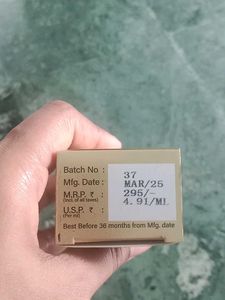 Batch No : 37
Mfg. Date : MAR/25
M.R.P. ₹ : 295/-
(Incl. of all taxes)
U.S.P. ₹ : 4.91/ML
(Per ml)
Best Before 36 months from Mfg. date